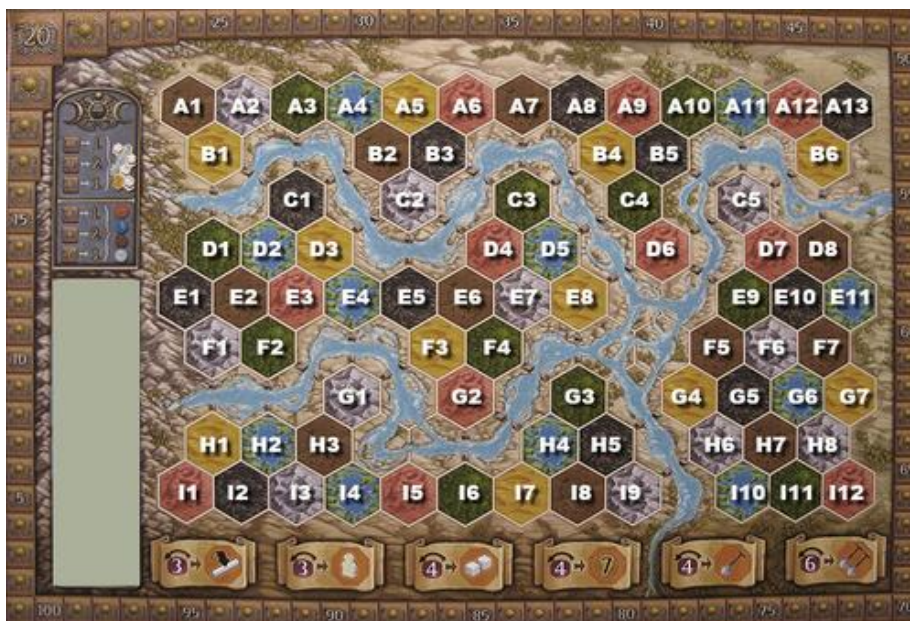 20 25 30 35 40 45
50
A1 A2 A3 A4 A5 A6 A7 A8 A9 A10 A11 A12 A13
B1 B2 B3 B4 B5 B6
C1 C2 C3 C4 C5
15
D1 D2 D3 D4 D5 D6 D7 D8
E1 E2 E3 E4 E5 E6 E7 E8 E9 E10 E11
F1 F2 F3 F4 F5 F6 F7
10
G1 G2 G3 G4 G5 G6 G7
H1 H2 H3 H4 H5 H6 H7 H8
65
5 I1 I2 I3 I4 I5 I6 I7 I8 I9 I10 I11 I12
3 3 4 4 7 4 6
100 95 90 85 80 75 70